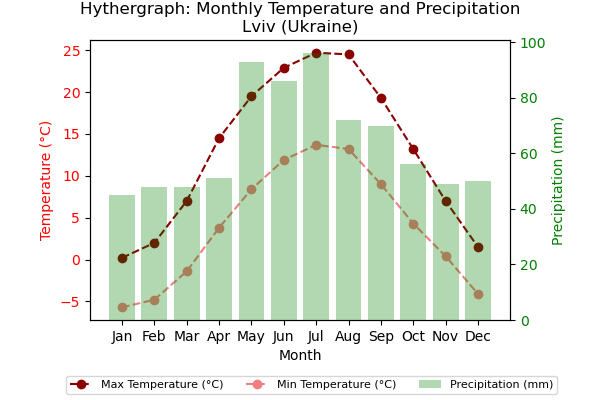 Hythergraph: Monthly Temperature and Precipitation
Lviv (Ukraine)
Temperature (°C)
25
20
15
10
5
0
−5
100
80
60
40
20
0
Precipitation (mm)
Jan Feb Mar Apr May Jun Jul Aug Sep Oct Nov Dec
Month
Max Temperature (°C) Min Temperature (°C) Precipitation (mm)